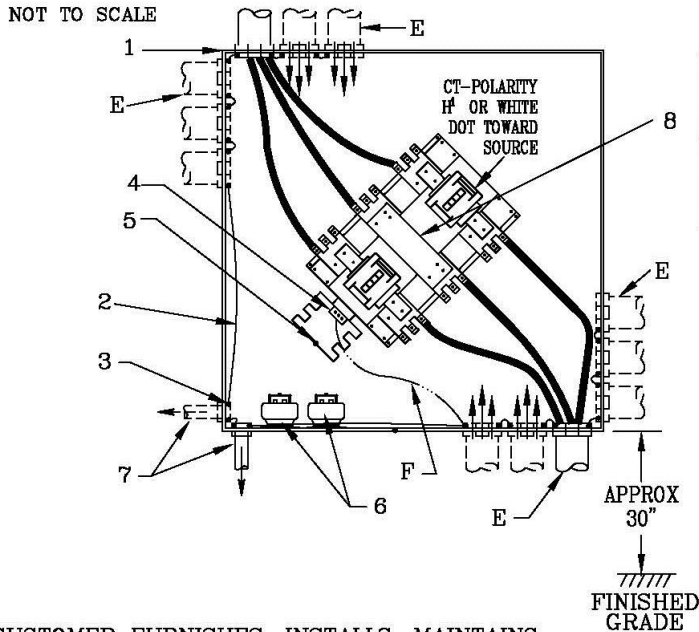 NOT TO SCALE
E
1
E
CT-POLARITY
H1 OR WHITE
DOT TOWARD
SOURCE
8
4
5
E
2
3
7
6
F
E
APPROX
30"
FINISHED
GRADE
CUSTOMER FURNISHES, INSTALLS, MAINTAINS